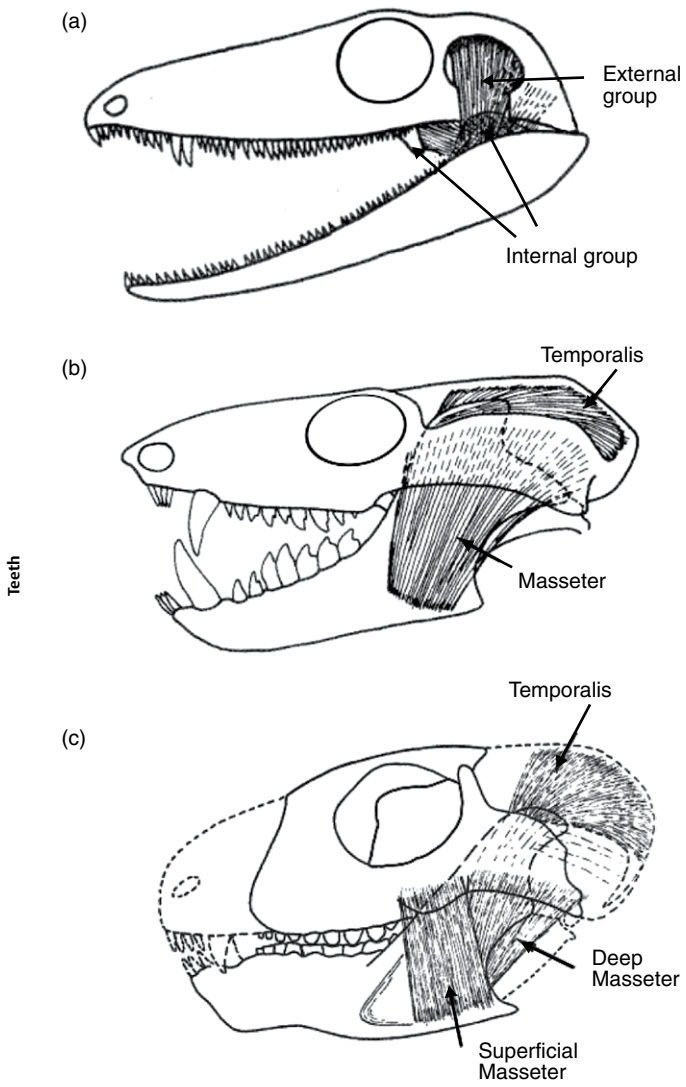 (a)
External
group
Internal group
(b)
Temporalis
Teeth
Masseter
Temporalis
(c)
Deep
Masseter
Superficial
Masseter